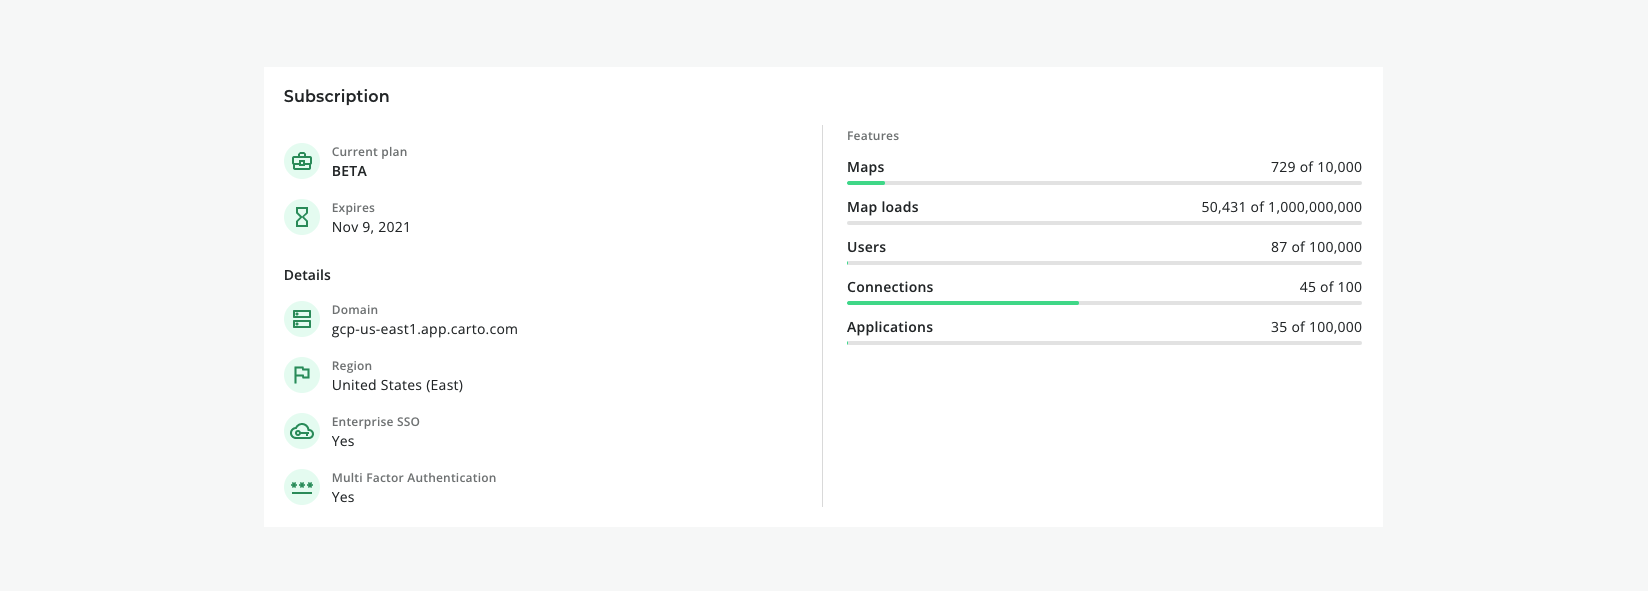 Subscription
Current plan
BETA
Expires
Nov 9, 2021
Details
Domain
gcp-us-east1.app.carto.com
Region
United States (East)
Enterprise SSO
Yes
Multi Factor Authentication
Yes
Features
Maps 729 of 10,000
Map loads 50,431 of 1,000,000,000
Users 87 of 100,000
Connections 45 of 100
Applications 35 of 100,000